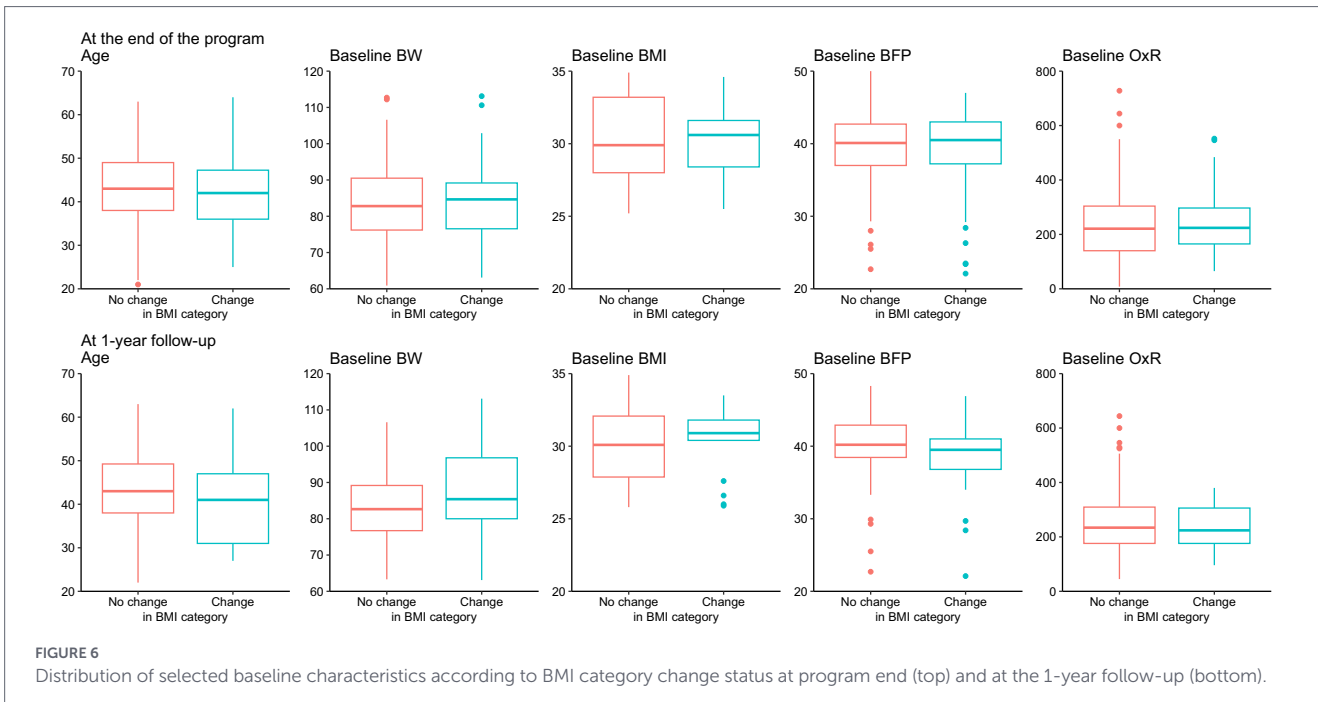 At the end of the program
Age
70
60
50
40
30
20
No change
Change
in BMI category
Baseline BW
120
110
100
90
80
70
60
No change
Change
in BMI category
Baseline BMI
35
30
25
20
No change
Change
in BMI category
Baseline BFP
50
40
30
20
No change
Change
in BMI category
Baseline OxR
800
600
400
200
0
No change
Change
in BMI category
At 1-year follow-up
Age
70
60
50
40
30
20
No change
Change
in BMI category
Baseline BW
120
110
100
90
80
70
60
No change
Change
in BMI category
Baseline BMI
35
30
25
20
No change
Change
in BMI category
Baseline BFP
50
40
30
20
No change
Change
in BMI category
Baseline OxR
800
600
400
200
0
No change
Change
in BMI category
FIGURE 6
Distribution of selected baseline characteristics according to BMI category change status at program end (top) and at the 1-year follow-up (bottom).